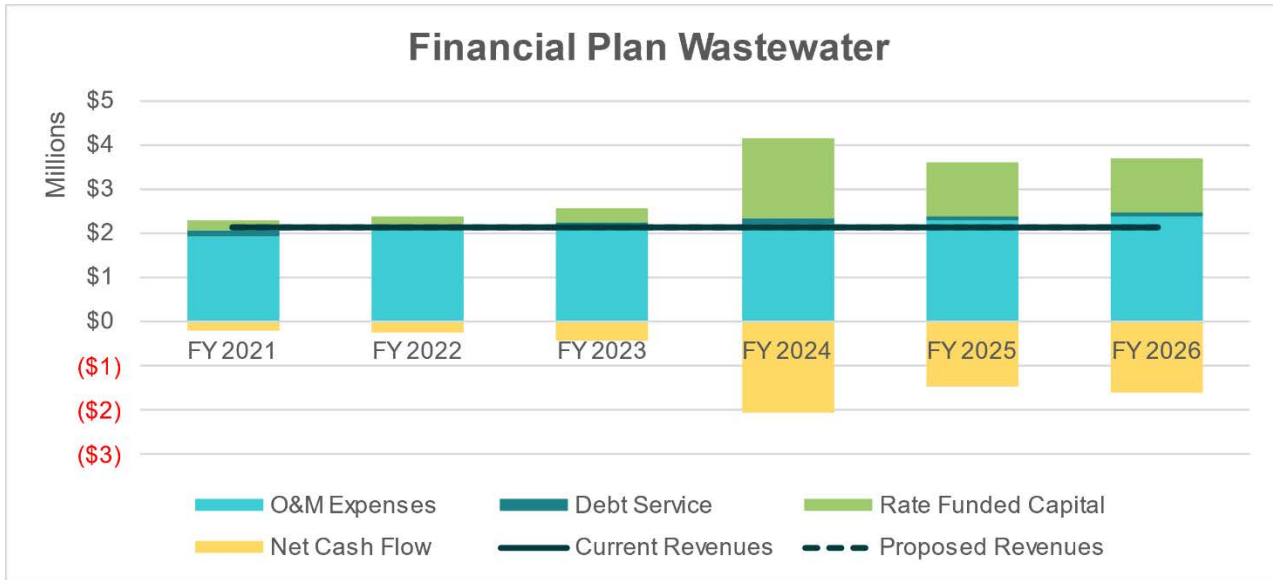 Financial Plan Wastewater
Millions
$5
$4
$3
$2
$1
$0
($1)
($2)
($3)
FY 2021 FY 2022 FY 2023 FY 2024 FY 2025 FY 2026
O&M Expenses Debt Service Rate Funded Capital
Net Cash Flow Current Revenues Proposed Revenues